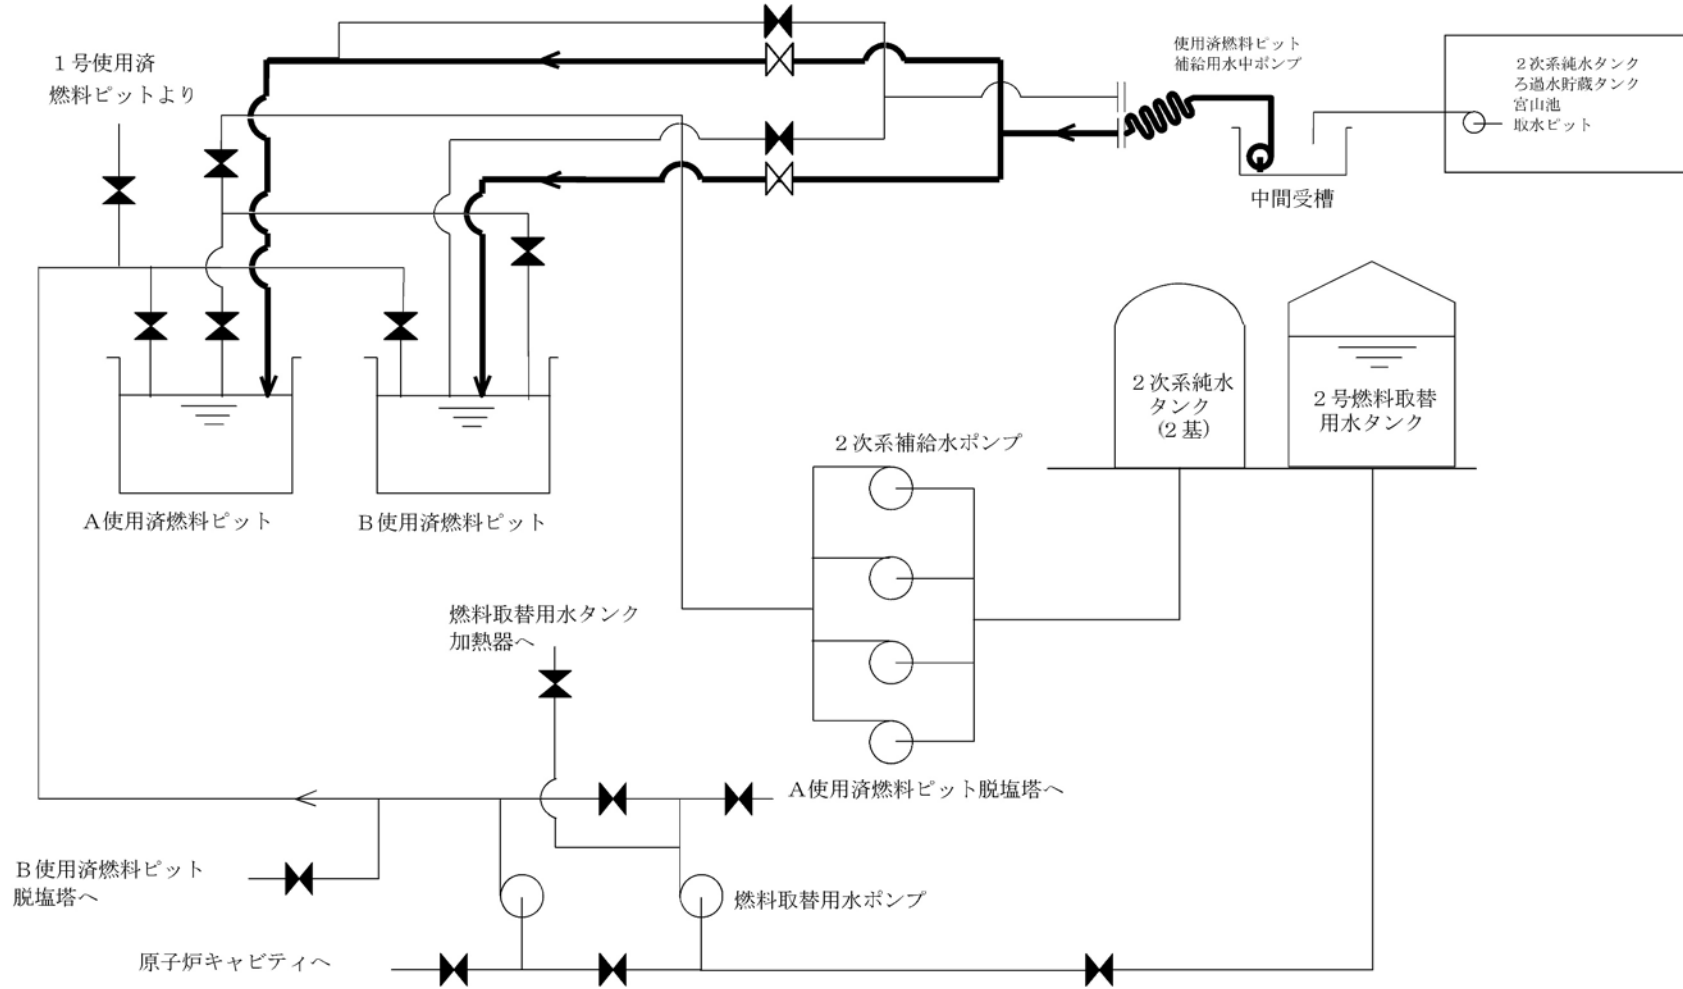 １号使用済
燃料ピットより
使用済燃料ピット
補給用水中ポンプ
２次系純水タンク
ろ過水貯蔵タンク
宮山池
取水ピット
中間受槽
２次系純水
タンク
(２基)
２号燃料取替
用水タンク
２次系補給水ポンプ
Ａ使用済燃料ピット
Ｂ使用済燃料ピット
燃料取替用水タンク
加熱器へ
Ａ使用済燃料ピット脱塩塔へ
Ｂ使用済燃料ピット
脱塩塔へ
燃料取替用水ポンプ
原子炉キャビティへ